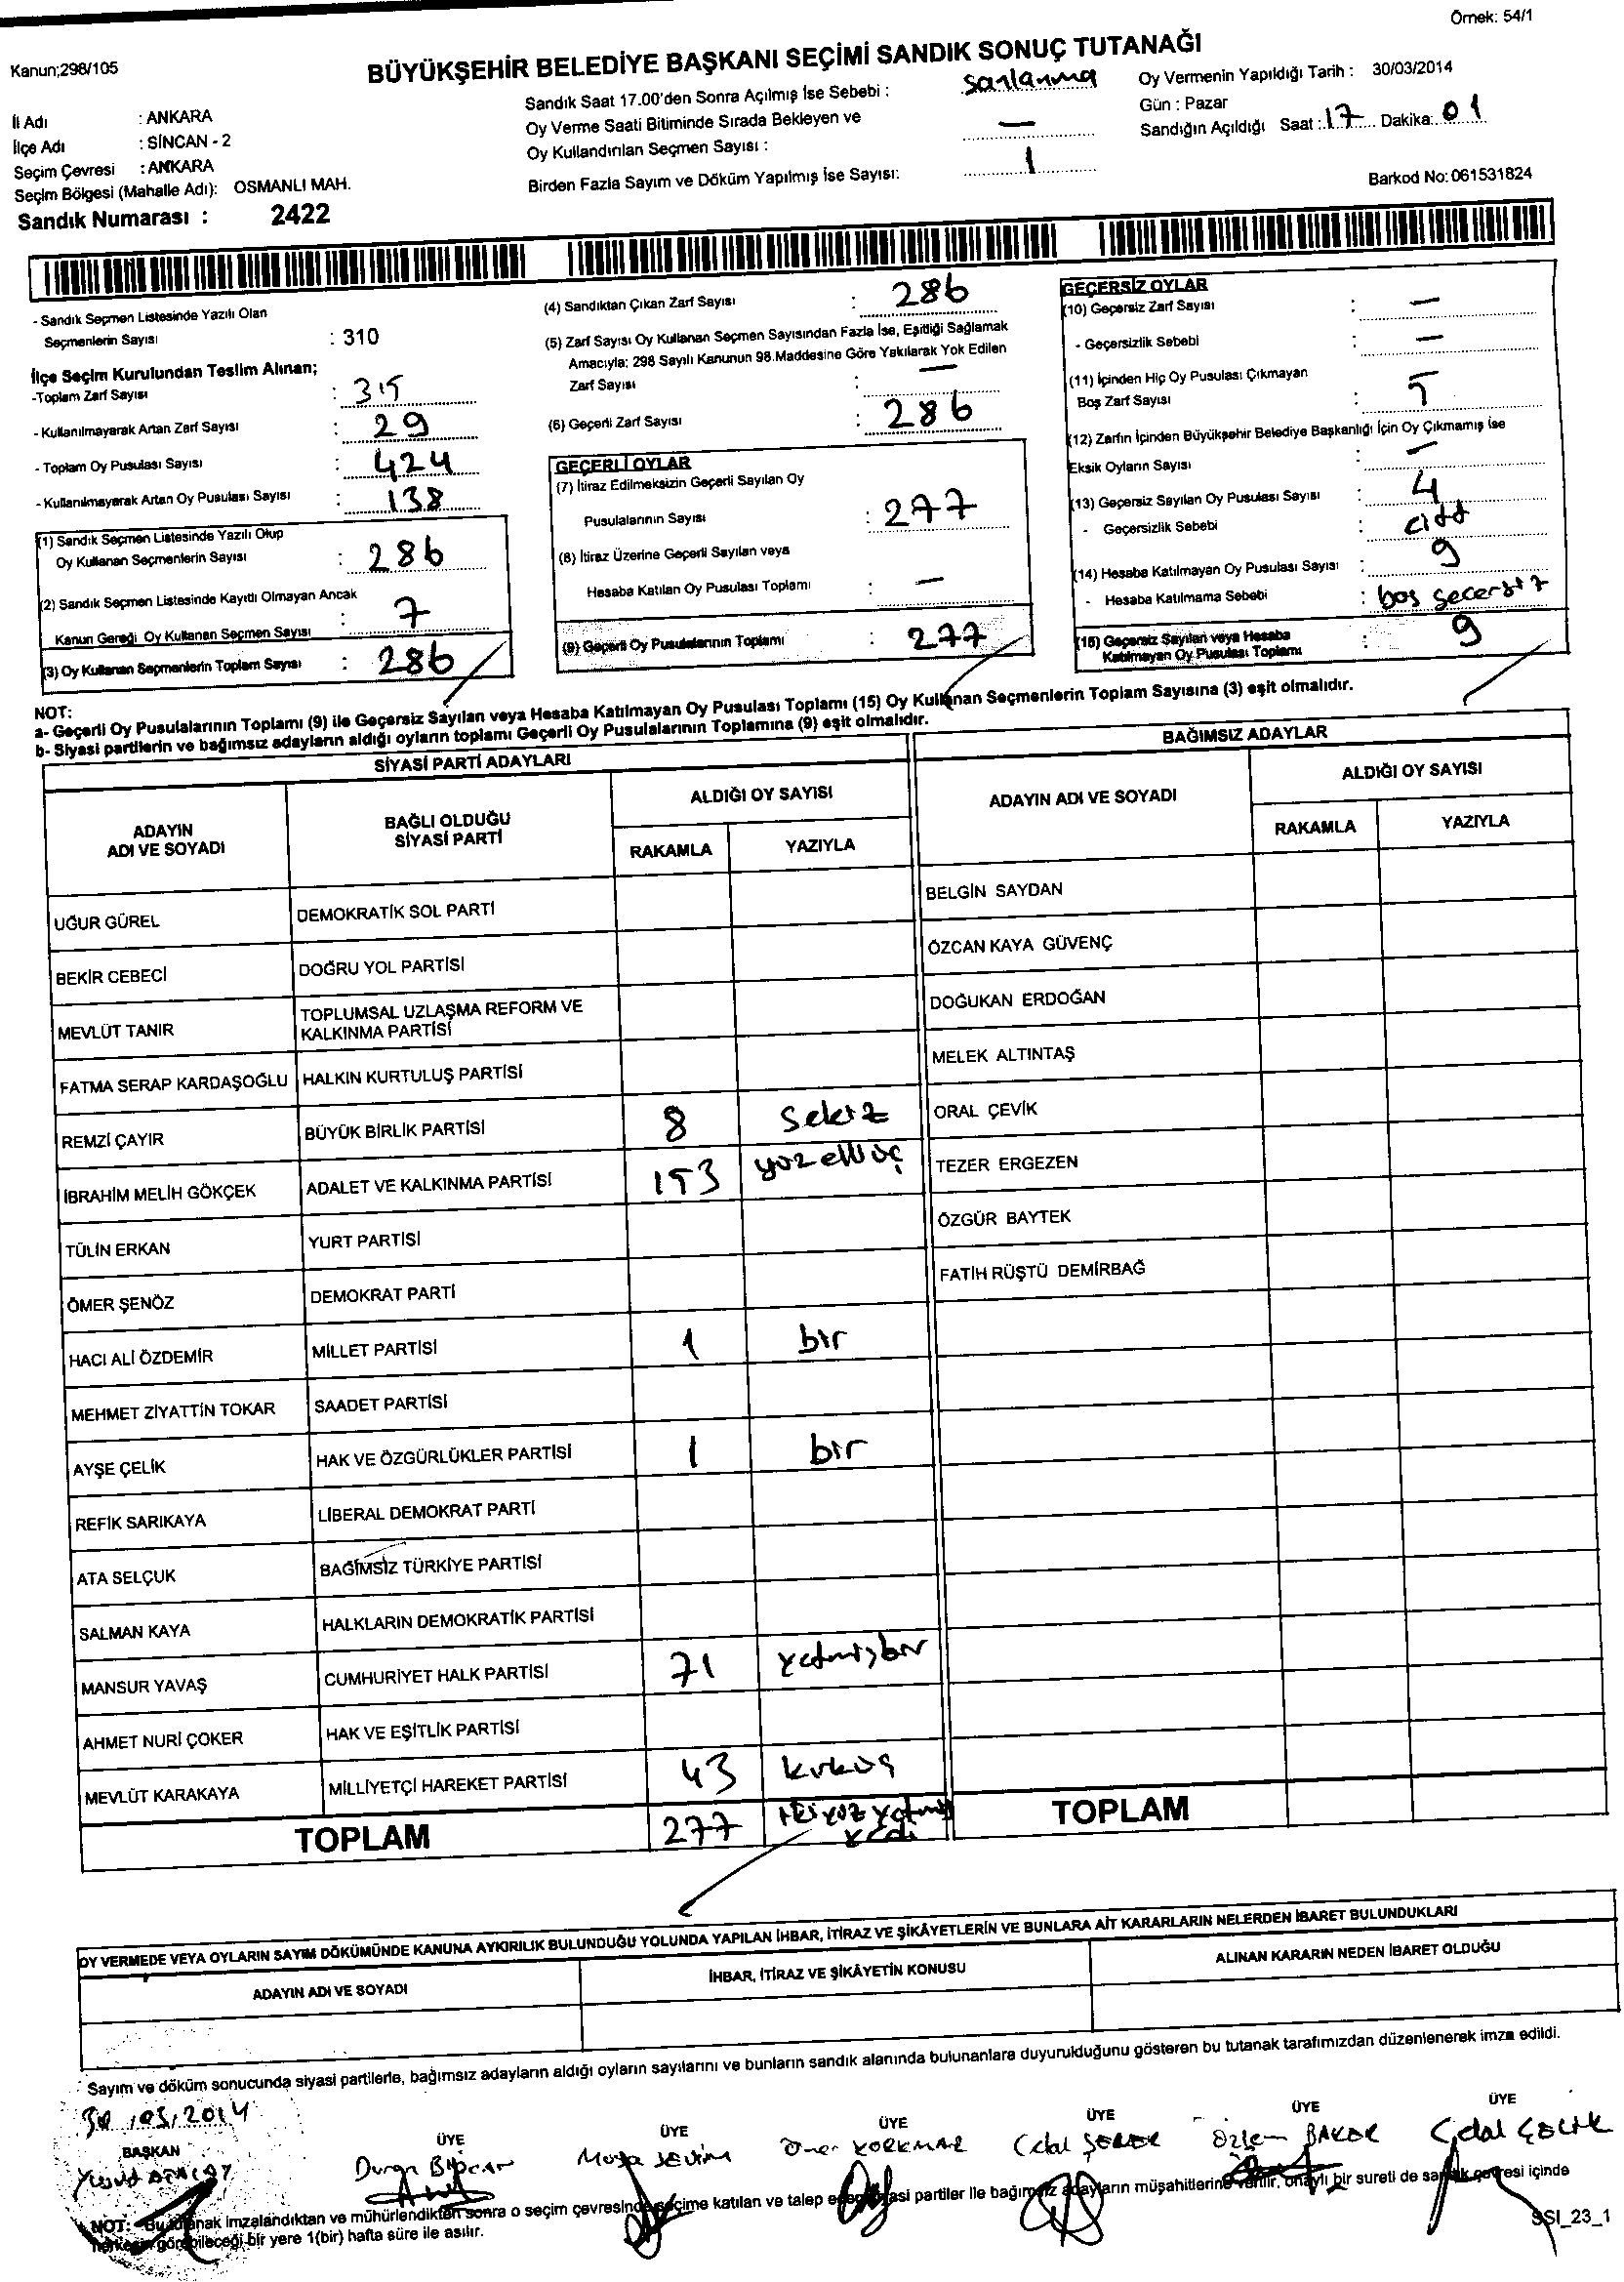 Örnek: 54/1
Kanun;298/105
BÜYÜKŞEHİR BELEDİYE BAŞKANI SEÇİMİ SANDIK SONUÇ TUTANAĞI
İl Adı : ANKARA
İlçe Adı : SİNCAN - 2
Seçim Çevresi : ANKARA
Seçim Bölgesi (Mahalle Adı): OSMANLI MAH.
Sandık Numarası : 2422
Sandık Saat 17.00'den Sonra Açılmış İse Sebebi :
Oy Verme Saati Bitiminde Sırada Bekleyen ve
Oy Kullandırılan Seçmen Sayısı : —
Birden Fazla Sayım ve Döküm Yapılmış İse Sayısı: 1
Oy Vermenin Yapıldığı Tarih : 30/03/2014
Gün : Pazar
Sandığın Açıldığı Saat : 17 Dakika: 01
Barkod No: 061531824
- Sandık Seçmen Listesinde Yazılı Olan
Seçmenlerin Sayısı : 310
İlçe Seçim Kurulundan Teslim Alınan;
-Toplam Zarf Sayısı : 315
- Kullanılmayarak Artan Zarf Sayısı : 29
- Toplam Oy Pusulası Sayısı : 424
- Kullanılmayarak Artan Oy Pusulası Sayısı : 138
(1) Sandık Seçmen Listesinde Yazılı Olup
Oy Kullanan Seçmenlerin Sayısı : 286
(2) Sandık Seçmen Listesinde Kayıtlı Olmayan Ancak
Kanun Gereği Oy Kullanan Seçmen Sayısı : 7
(3) Oy Kullanan Seçmenlerin Toplam Sayısı : 286
(4) Sandıktan Çıkan Zarf Sayısı : 286
(5) Zarf Sayısı Oy Kullanan Seçmen Sayısından Fazla İse, Eşitliği Sağlamak
Amacıyla; 298 Sayılı Kanunun 98.Maddesine Göre Yakılarak Yok Edilen
Zarf Sayısı : —
(6) Geçerli Zarf Sayısı : 286
GEÇERLİ OYLAR
(7) İtiraz Edilmeksizin Geçerli Sayılan Oy
Pusulalarının Sayısı : 277
(8) İtiraz Üzerine Geçerli Sayılan veya
Hesaba Katılan Oy Pusulası Toplamı : —
(9) Geçerli Oy Pusulalarının Toplamı : 277
GEÇERSİZ OYLAR
(10) Geçersiz Zarf Sayısı : —
- Geçersizlik Sebebi : —
(11) İçinden Hiç Oy Pusulası Çıkmayan
Boş Zarf Sayısı : 5
(12) Zarfın İçinden Büyükşehir Belediye Başkanlığı İçin Oy Çıkmamış İse
Eksik Oyların Sayısı : —
(13) Geçersiz Sayılan Oy Pusulası Sayısı : 4
- Geçersizlik Sebebi : çift
(14) Hesaba Katılmayan Oy Pusulası Sayısı : 9
- Hesaba Katılmama Sebebi : boş geçersiz
(15) Geçersiz Sayılan veya Hesaba
Katılmayan Oy Pusulası Toplamı : 9
NOT:
a- Geçerli Oy Pusulalarının Toplamı (9) ile Geçersiz Sayılan veya Hesaba Katılmayan Oy Pusulası Toplamı (15) Oy Kullanan Seçmenlerin Toplam Sayısına (3) eşit olmalıdır.
b- Siyasi partilerin ve bağımsız adayların aldığı oyların toplamı Geçerli Oy Pusulalarının Toplamına (9) eşit olmalıdır.
SİYASİ PARTİ ADAYLARI
ADAYIN ADI VE SOYADI BAĞLI OLDUĞU SİYASİ PARTİ ALDIĞI OY SAYISI
RAKAMLA YAZIYLA
UĞUR GÜREL DEMOKRATİK SOL PARTİ
BEKİR CEBECİ DOĞRU YOL PARTİSİ
MEVLÜT TANIR TOPLUMSAL UZLAŞMA REFORM VE KALKINMA PARTİSİ
FATMA SERAP KARDAŞOĞLU HALKIN KURTULUŞ PARTİSİ
REMZİ ÇAYIR BÜYÜK BİRLİK PARTİSİ 8 Sekiz
İBRAHİM MELİH GÖKÇEK ADALET VE KALKINMA PARTİSİ 153 yüzelliüç
TÜLİN ERKAN YURT PARTİSİ
ÖMER ŞENÖZ DEMOKRAT PARTİ
HACI ALİ ÖZDEMİR MİLLET PARTİSİ 1 bir
MEHMET ZİYATTİN TOKAR SAADET PARTİSİ
AYŞE ÇELİK HAK VE ÖZGÜRLÜKLER PARTİSİ 1 bir
REFİK SARIKAYA LİBERAL DEMOKRAT PARTİ
ATA SELÇUK BAĞIMSIZ TÜRKİYE PARTİSİ
SALMAN KAYA HALKLARIN DEMOKRATİK PARTİSİ
MANSUR YAVAŞ CUMHURİYET HALK PARTİSİ 71 yetmişbir
AHMET NURİ ÇOKER HAK VE EŞİTLİK PARTİSİ
MEVLÜT KARAKAYA MİLLİYETÇİ HAREKET PARTİSİ 43 kırküç
TOPLAM 277 ikiyüz yetmiş yedi
BAĞIMSIZ ADAYLAR
ADAYIN ADI VE SOYADI ALDIĞI OY SAYISI
RAKAMLA YAZIYLA
BELGİN SAYDAN
ÖZCAN KAYA GÜVENÇ
DOĞUKAN ERDOĞAN
MELEK ALTINTAŞ
ORAL ÇEVİK
TEZER ERGEZEN
ÖZGÜR BAYTEK
FATİH RÜŞTÜ DEMİRBAĞ
TOPLAM
OY VERMEDE VEYA OYLARIN SAYIM DÖKÜMÜNDE KANUNA AYKIRILIK BULUNDUĞU YOLUNDA YAPILAN İHBAR, İTİRAZ VE ŞİKÂYETLERİN VE BUNLARA AİT KARARLARIN NELERDEN İBARET BULUNDUKLARI
ADAYIN ADI VE SOYADI İHBAR, İTİRAZ VE ŞİKÂYETİN KONUSU ALINAN KARARIN NEDEN İBARET OLDUĞU
Sayım ve döküm sonucunda siyasi partilerle, bağımsız adayların aldığı oyların sayılarını ve bunların sandık alanında bulunanlara duyurulduğunu gösteren bu tutanak tarafımızdan düzenlenerek imza edildi.
30.03.2014
BAŞKAN ÜYE ÜYE ÜYE ÜYE ÜYE ÜYE
Musa SEVİM Ömer KORKMAZ Celal Özlem Celal ÇELİK
NOT: Bu tutanak imzalandıktan ve mühürlendikten sonra o seçim çevresinde seçime katılan ve talep eden siyasi partiler ile bağımsız adayların müşahitlerine verilir, onaylı bir sureti de sandık çevresi içinde
herkesin görebileceği bir yere 1(bir) hafta süre ile asılır.
SSI_23_1